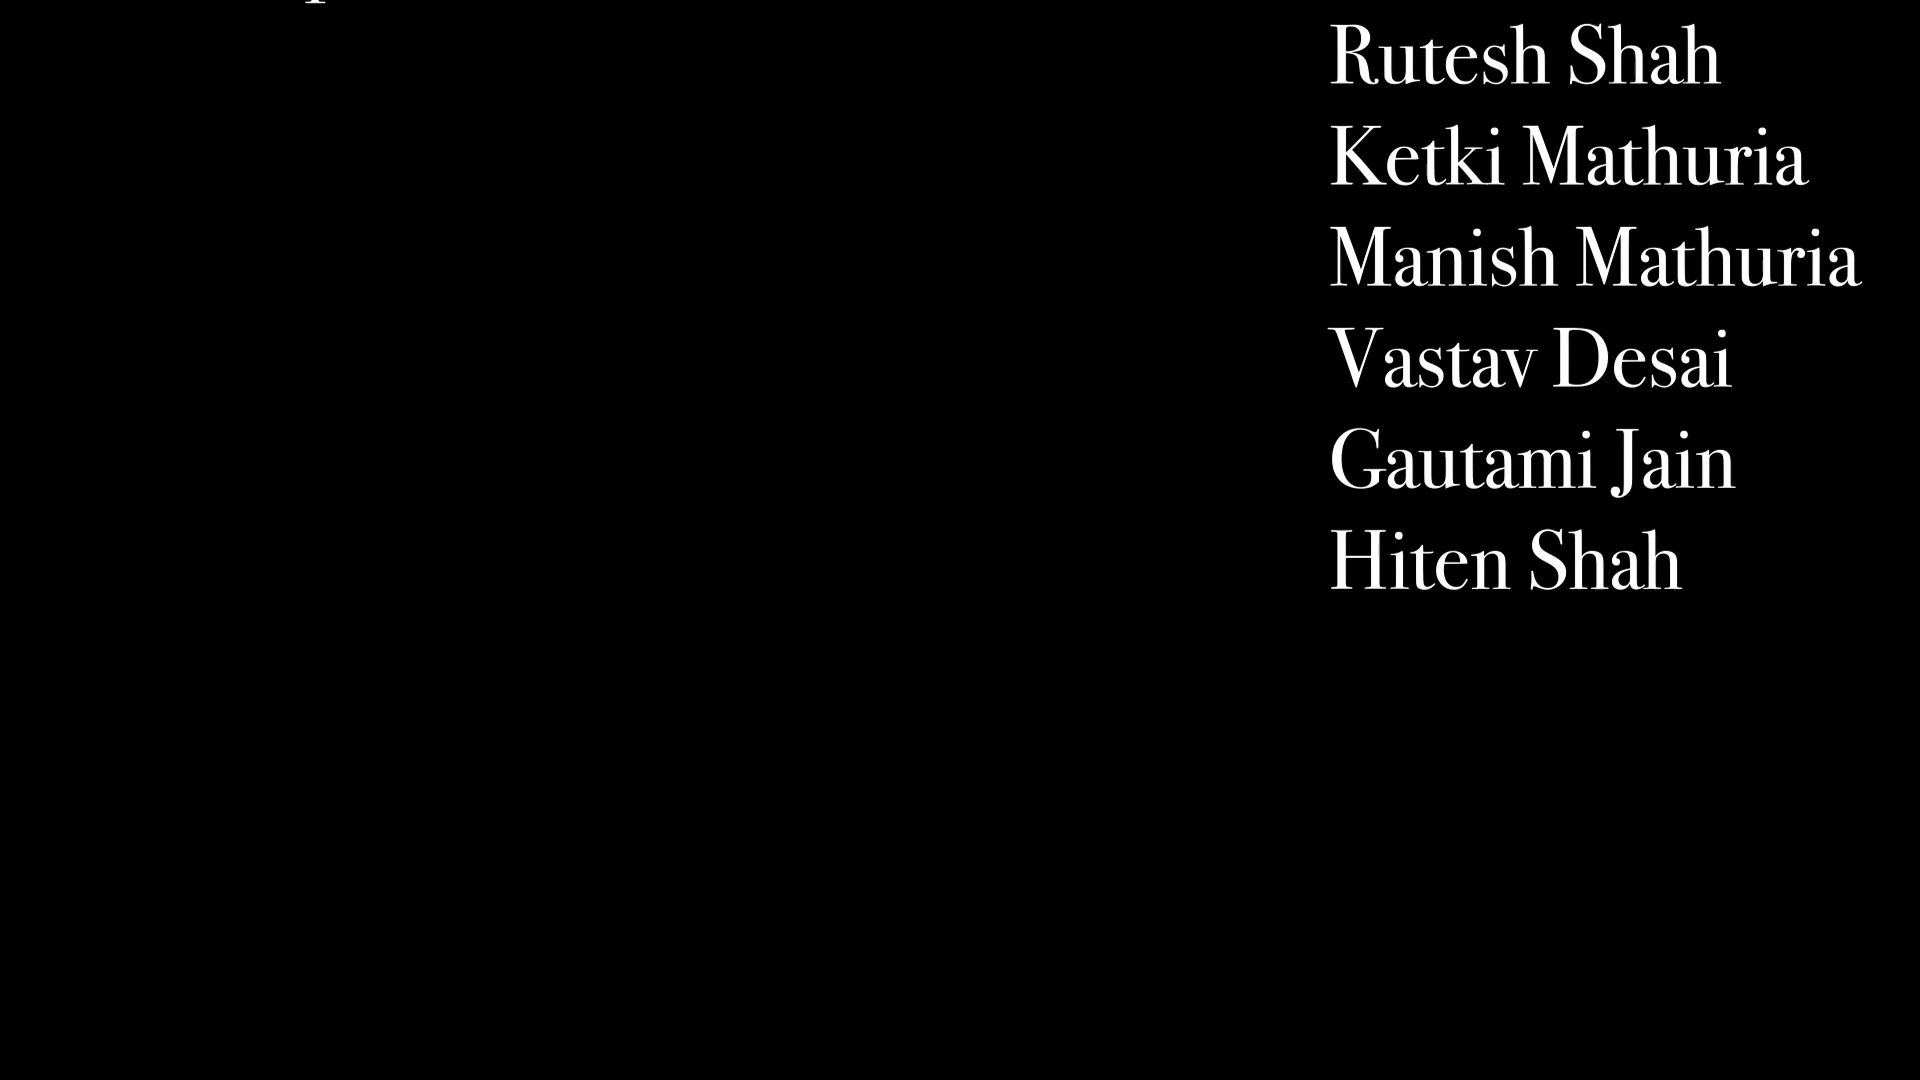 Rutesh Shah
Ketki Mathuria
Manish Mathuria
Vastav Desai
Gautami Jain
Hiten Shah